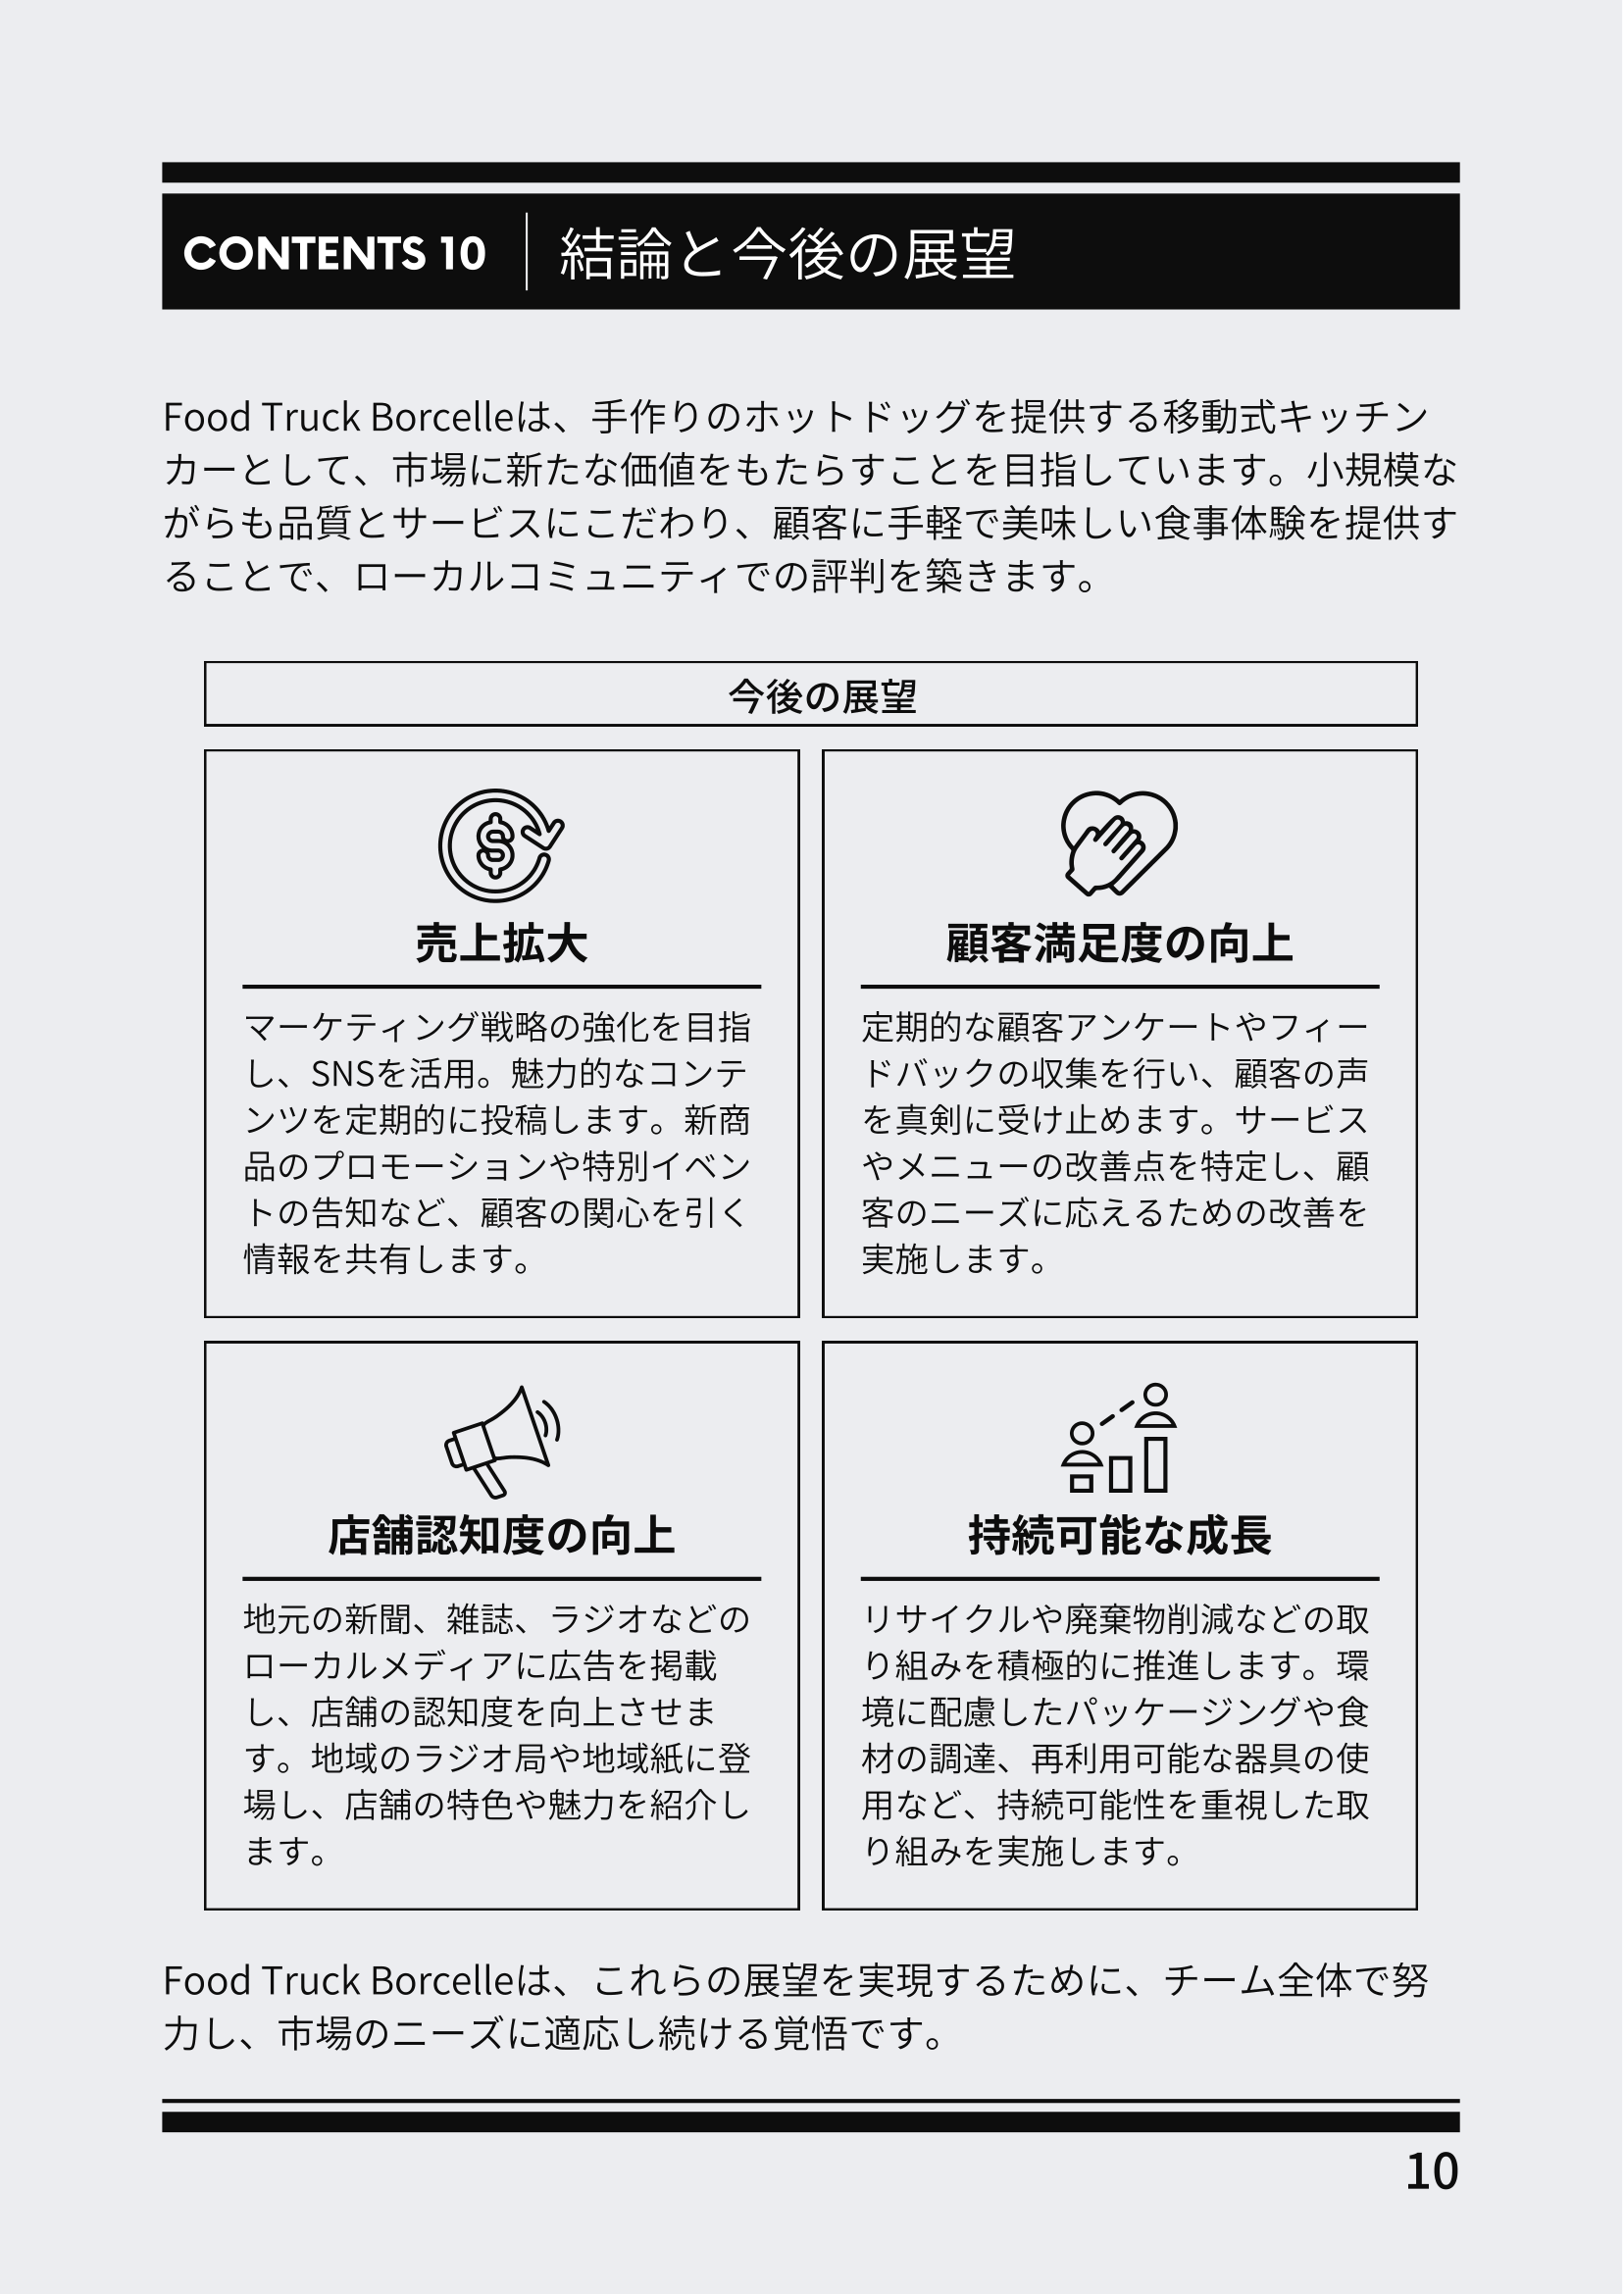 CONTENTS 10
結論と今後の展望
Food Truck Borcelleは、手作りのホットドッグを提供する移動式キッチン
カーとして、市場に新たな価値をもたらすことを目指しています。小規模な
がらも品質とサービスにこだわり、顧客に手軽で美味しい食事体験を提供す
ることで、ローカルコミュニティでの評判を築きます。
今後の展望
売上拡大
マーケティング戦略の強化を目指
し、SNSを活用。魅力的なコンテ
ンツを定期的に投稿します。新商
品のプロモーションや特別イベン
トの告知など、顧客の関心を引く
情報を共有します。
顧客満足度の向上
定期的な顧客アンケートやフィー
ドバックの収集を行い、顧客の声
を真剣に受け止めます。サービス
やメニューの改善点を特定し、顧
客のニーズに応えるための改善を
実施します。
店舗認知度の向上
地元の新聞、雑誌、ラジオなどの
ローカルメディアに広告を掲載
し、店舗の認知度を向上させま
す。地域のラジオ局や地域紙に登
場し、店舗の特色や魅力を紹介し
ます。
持続可能な成長
リサイクルや廃棄物削減などの取
り組みを積極的に推進します。環
境に配慮したパッケージングや食
材の調達、再利用可能な器具の使
用など、持続可能性を重視した取
り組みを実施します。
Food Truck Borcelleは、これらの展望を実現するために、チーム全体で努
力し、市場のニーズに適応し続ける覚悟です。
10